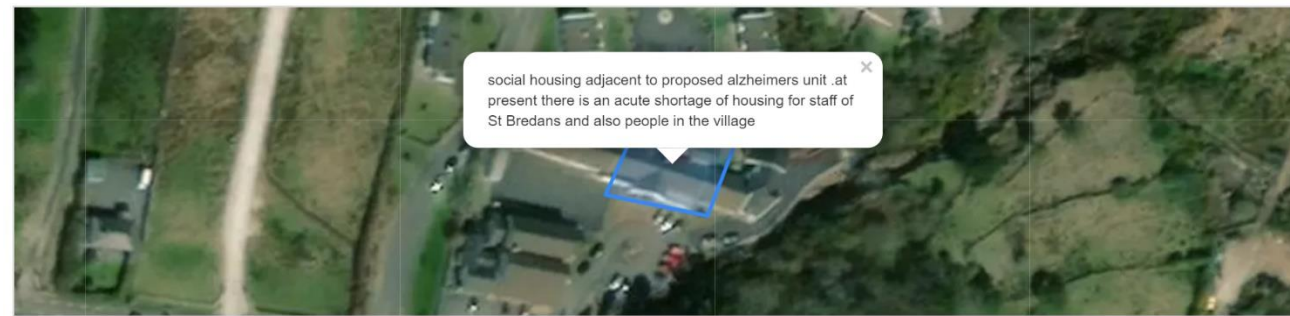 social housing adjacent to proposed alzheimers unit .at
present there is an acute shortage of housing for staff of
St Bredans and also people in the village